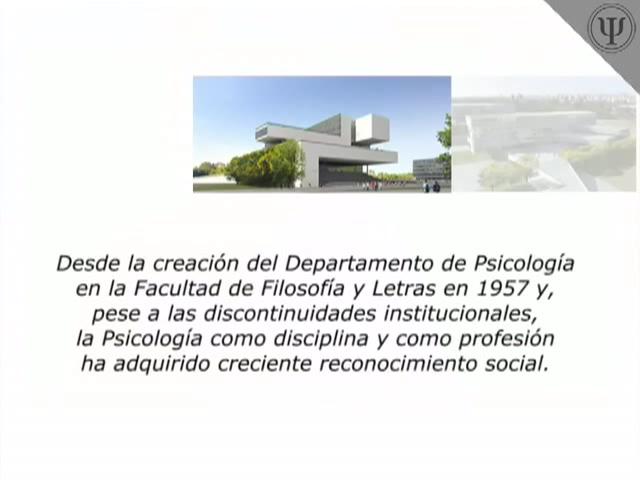 Desde la creación del Departamento de Psicología
en la Facultad de Filosofía y Letras en 1957 y,
pese a las discontinuidades institucionales,
la Psicología como disciplina y como profesión
ha adquirido creciente reconocimiento social.